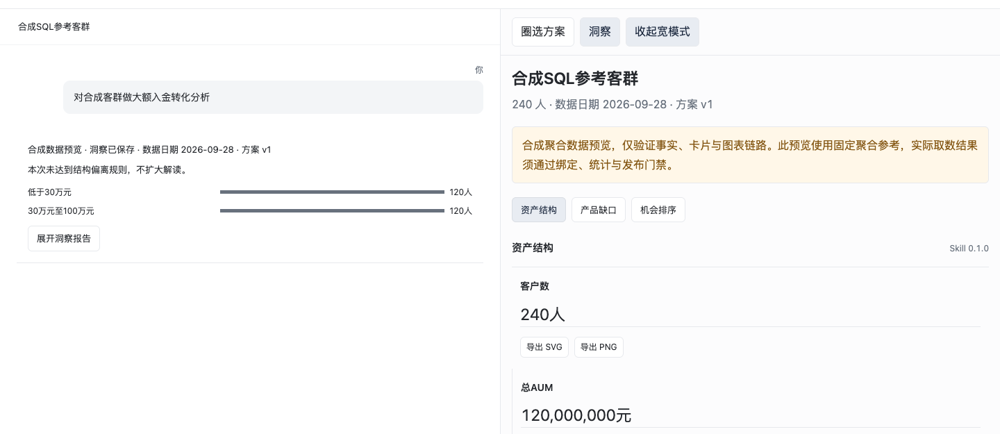 合成SQL参考客群
你
对合成客群做大额入金转化分析
合成数据预览 · 洞察已保存 · 数据日期 2026-09-28 · 方案 v1
本次未达到结构偏离规则，不扩大解读。
低于30万元 120人
30万元至100万元 120人
展开洞察报告
圈选方案 洞察 收起宽模式
合成SQL参考客群
240 人 · 数据日期 2026-09-28 · 方案 v1
合成聚合数据预览，仅验证事实、卡片与图表链路。此预览使用固定聚合参考，实际取数结果
须通过绑定、统计与发布门禁。
资产结构 产品缺口 机会排序
资产结构 Skill 0.1.0
客户数
240人
导出 SVG 导出 PNG
总AUM
120,000,000元